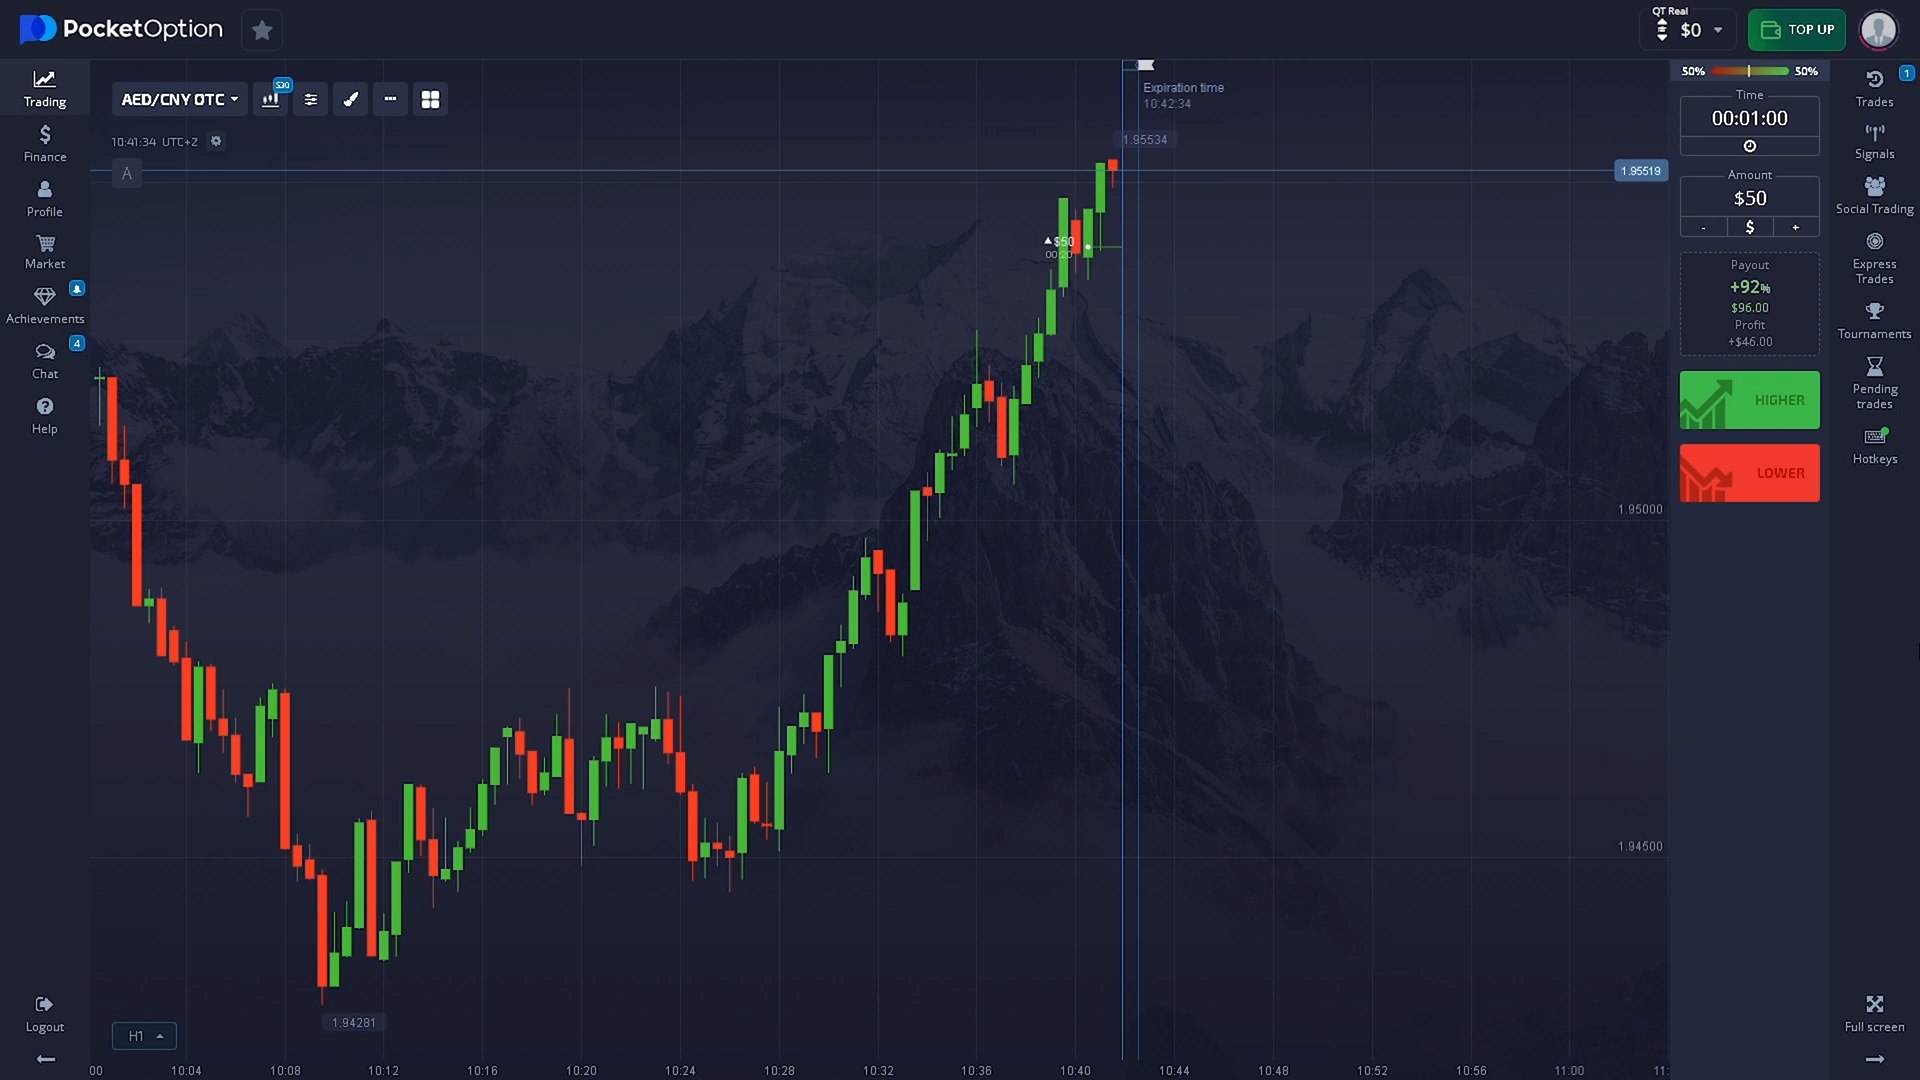 PocketOption
QT Real
$0
TOP UP
Trading
Finance
Profile
Market
Achievements
Chat
4
Help
Logout
AED/CNY OTC
S30
10:41:34 UTC+2
A
Expiration time
10:42:34
1.95534
1.95519
$50
1.95000
1.94500
1.94281
H1
00
10:04
10:08
10:12
10:16
10:20
10:24
10:28
10:32
10:36
10:40
10:44
10:48
10:52
10:56
11:00
11:
50%
50%
Time
00:01:00
Amount
$50
- $ +
Payout
+92%
$96.00
Profit
+$46.00
HIGHER
LOWER
1
Trades
Signals
Social Trading
Express
Trades
Tournaments
Pending
trades
Hotkeys
Full screen